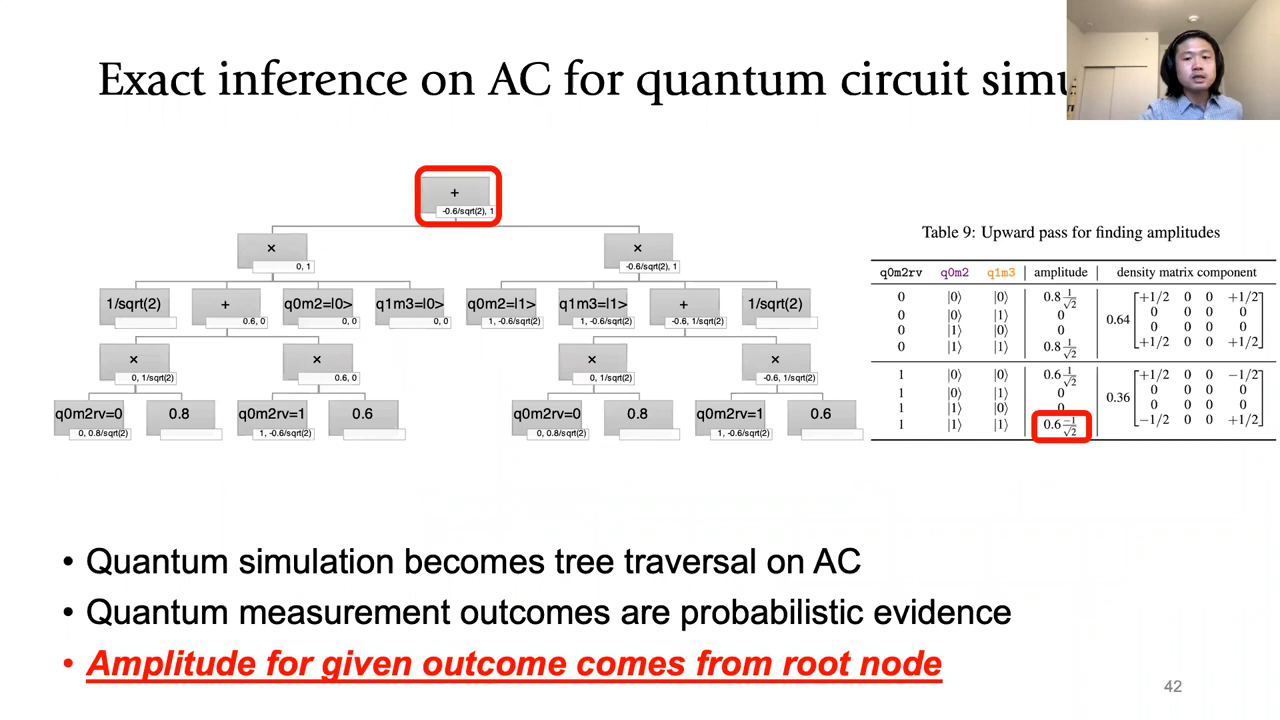 Exact inference on AC for quantum circuit simu
+
-0.6/sqrt(2), 1
× ×
0, 1 -0.6/sqrt(2), 1
1/sqrt(2) + q0m2=|0> q1m3=|0> q0m2=|1> q1m3=|1> + 1/sqrt(2)
0.6, 0 0, 0 0, 0 1, -0.6/sqrt(2) 1, -0.6/sqrt(2) -0.6, 1/sqrt(2)
× × × ×
0, 1/sqrt(2) 0.6, 0 0, 1/sqrt(2) -0.6, 1/sqrt(2)
q0m2rv=0 0.8 q0m2rv=1 0.6 q0m2rv=0 0.8 q0m2rv=1 0.6
0, 0.8/sqrt(2) 1, -0.6/sqrt(2) 0, 0.8/sqrt(2) 1, -0.6/sqrt(2)
Table 9: Upward pass for finding amplitudes
q0m2rv q0m2 q1m3 amplitude density matrix component
0 |0⟩ |0⟩ 0.8 1/√2 +1/2 0 0 +1/2
0 |0⟩ |1⟩ 0 0 0 0 0
0.64
0 |1⟩ |0⟩ 0 0 0 0 0
0 |1⟩ |1⟩ 0.8 1/√2 +1/2 0 0 +1/2
1 |0⟩ |0⟩ 0.6 1/√2 +1/2 0 0 −1/2
1 |0⟩ |1⟩ 0 0 0 0 0
0.36
1 |1⟩ |0⟩ 0 0 0 0 0
1 |1⟩ |1⟩ 0.6 −1/√2 −1/2 0 0 +1/2
• Quantum simulation becomes tree traversal on AC
• Quantum measurement outcomes are probabilistic evidence
• Amplitude for given outcome comes from root node
42